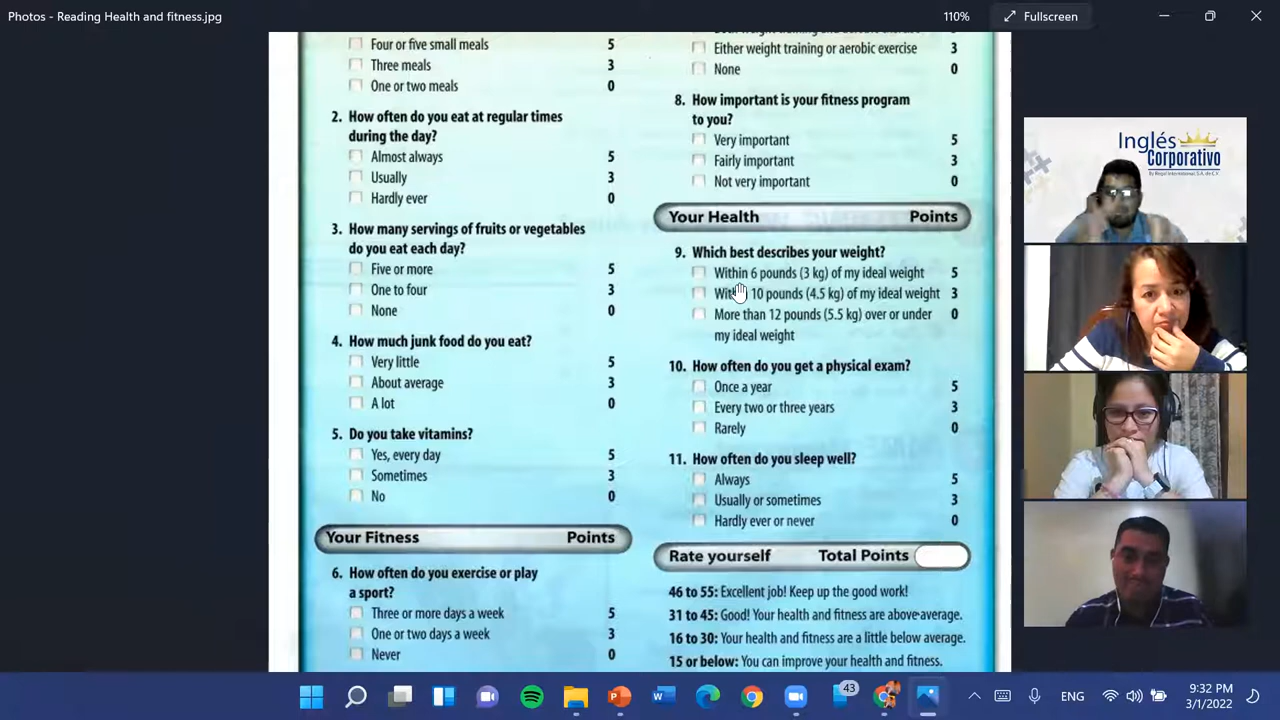 Photos - Reading Health and fitness.jpg
110%
Fullscreen
Four or five small meals 5
Three meals 3
One or two meals 0
2. How often do you eat at regular times
during the day?
Almost always 5
Usually 3
Hardly ever 0
3. How many servings of fruits or vegetables
do you eat each day?
Five or more 5
One to four 3
None 0
4. How much junk food do you eat?
Very little 5
About average 3
A lot 0
5. Do you take vitamins?
Yes, every day 5
Sometimes 3
No 0
Your Fitness Points
6. How often do you exercise or play
a sport?
Three or more days a week 5
One or two days a week 3
Never 0
Either weight training or aerobic exercise 3
None 0
8. How important is your fitness program
to you?
Very important 5
Fairly important 3
Not very important 0
Your Health Points
9. Which best describes your weight?
Within 6 pounds (3 kg) of my ideal weight 5
10 pounds (4.5 kg) of my ideal weight 3
More than 12 pounds (5.5 kg) over or under 0
my ideal weight
10. How often do you get a physical exam?
Once a year 5
Every two or three years 3
Rarely 0
11. How often do you sleep well?
Always 5
Usually or sometimes 3
Hardly ever or never 0
Rate yourself Total Points
46 to 55: Excellent job! Keep up the good work!
31 to 45: Good! Your health and fitness are above average.
16 to 30: Your health and fitness are a little below average.
15 or below: You can improve your health and fitness.
Inglés
Corporativo
By Regal International, S.A. de C.V.
43
ENG
9:32 PM
3/1/2022